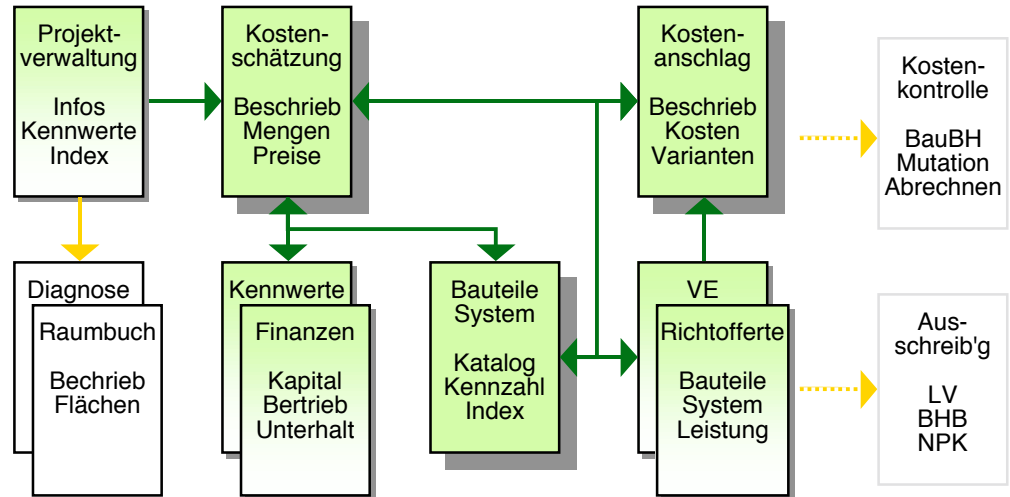 Projekt-
verwaltung
Infos
Kennwerte
Index
Kosten-
schätzung
Beschrieb
Mengen
Preise
Kosten-
anschlag
Beschrieb
Kosten
Varianten
Kosten-
kontrolle
BauBH
Mutation
Abrechnen
Diagnose
Raumbuch
Bechrieb
Flächen
Kennwerte
Finanzen
Kapital
Bertrieb
Unterhalt
Bauteile
System
Katalog
Kennzahl
Index
VE
Richtofferte
Bauteile
System
Leistung
Aus-
schreib'g
LV
BHB
NPK